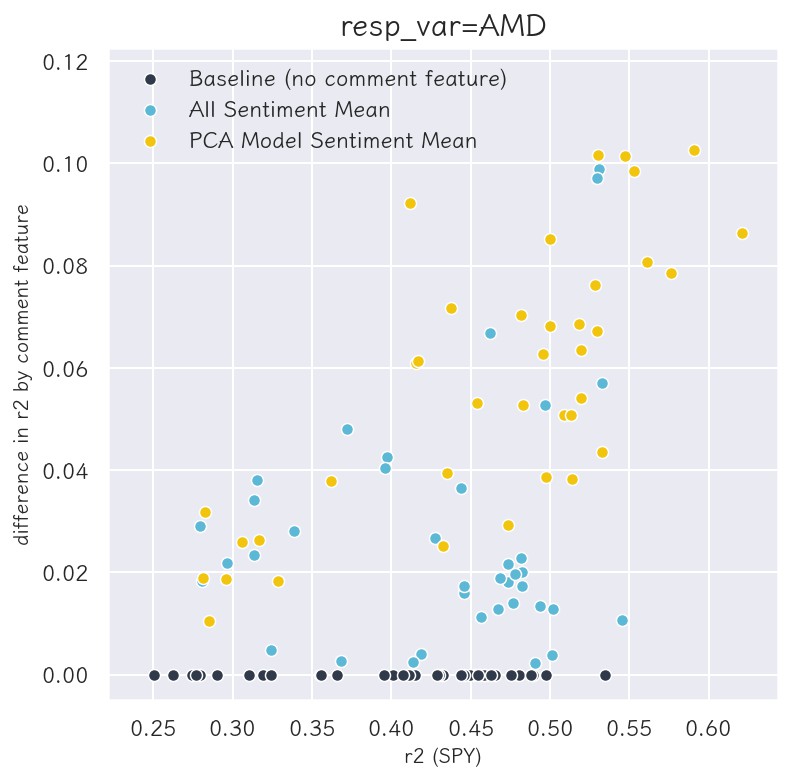 resp_var=AMD
Baseline (no comment feature)
All Sentiment Mean
PCA Model Sentiment Mean
difference in r2 by comment feature
0.12
0.10
0.08
0.06
0.04
0.02
0.00
0.25 0.30 0.35 0.40 0.45 0.50 0.55 0.60
r2 (SPY)